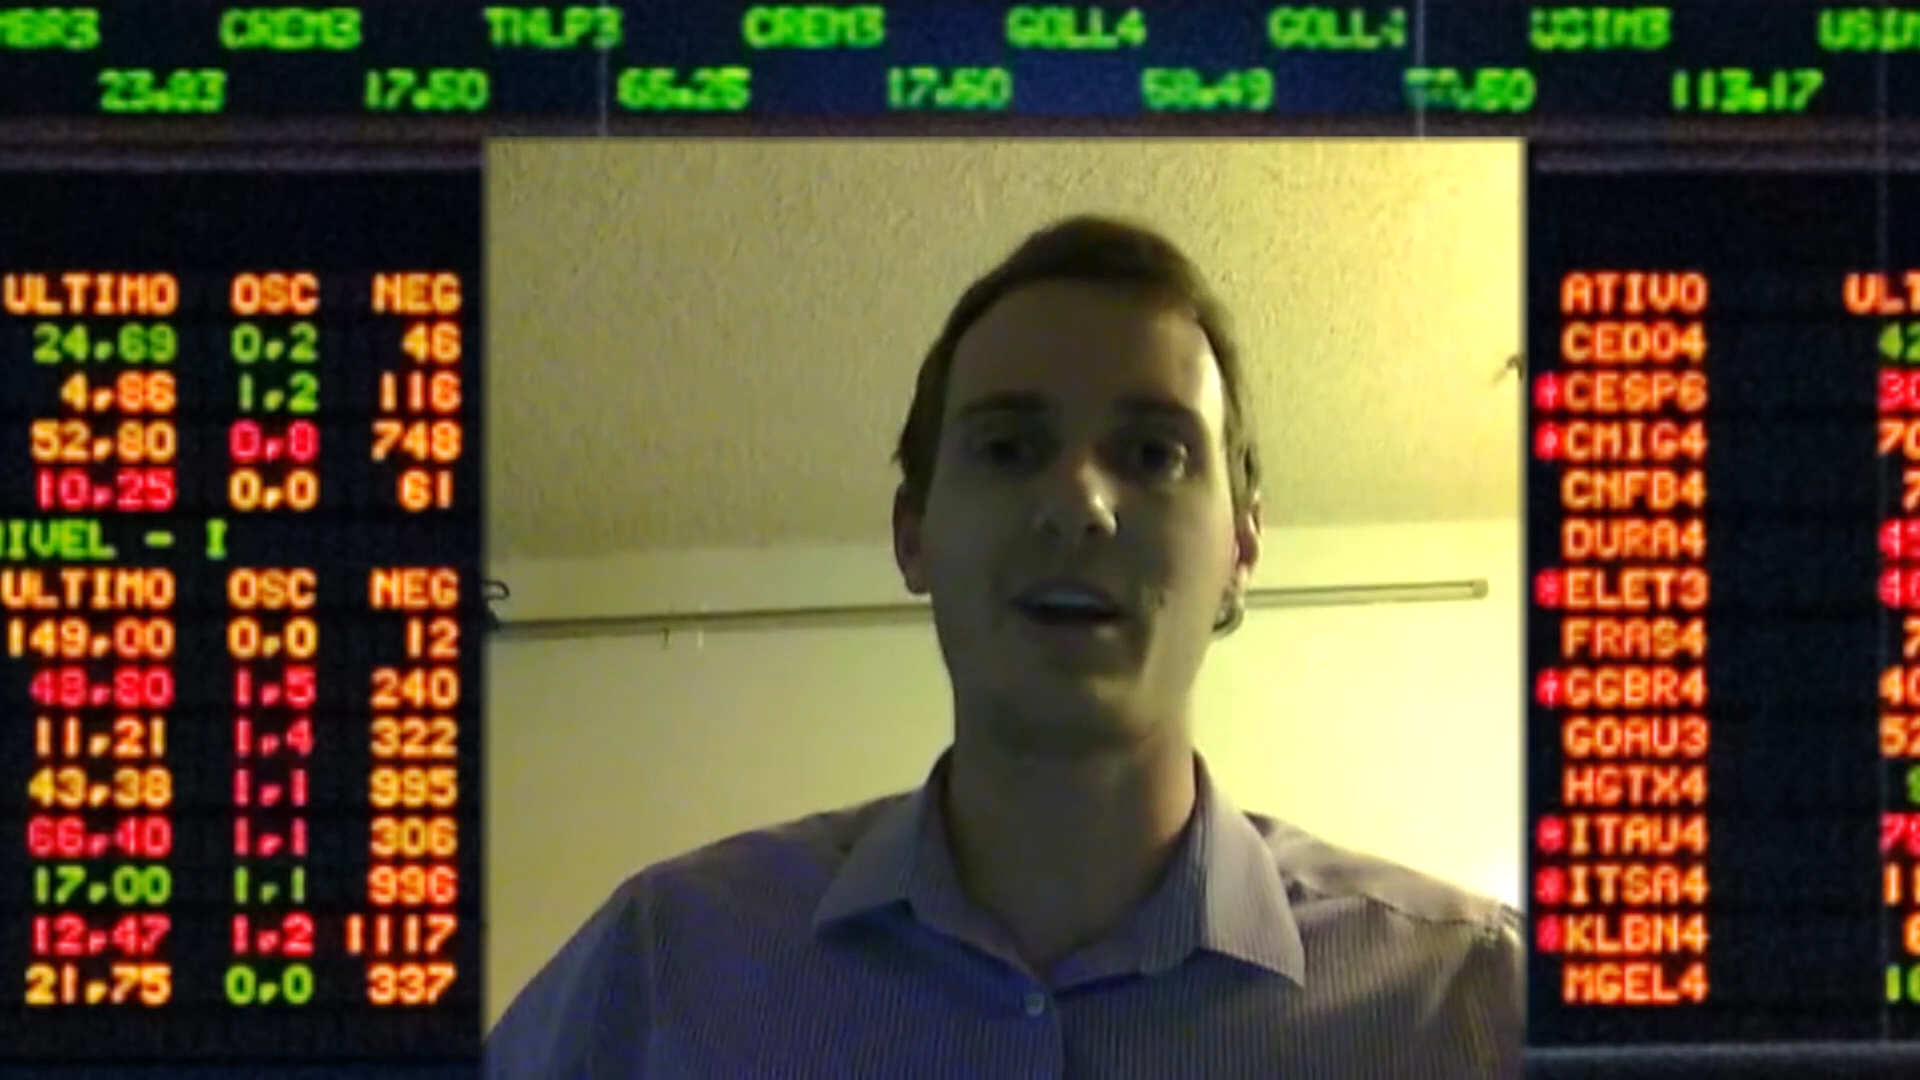 CREM3 TNLP3 CREM3 GOLL4 GOLL4 USIM3
23.83 17.50 65.25 17.50 58.49 113.17
ULTIMO OSC NEG
24,69 0,2 46
4,86 1,2 116
52,80 0,8 748
10,25 0,0 61
NIVEL - I
ULTIMO OSC NEG
149,00 0,0 12
48,80 1,5 240
11,21 1,4 322
43,38 1,1 995
66,40 1,1 306
17,00 1,1 996
12,47 1,2 1117
21,75 0,0 337
ATIVO
CEDO4
CESP6
CMIG4
CNFB4
DURA4
ELET3
FRAS4
GGBR4
GOAU3
HGTX4
ITAU4
ITSA4
KLBN4
MGEL4